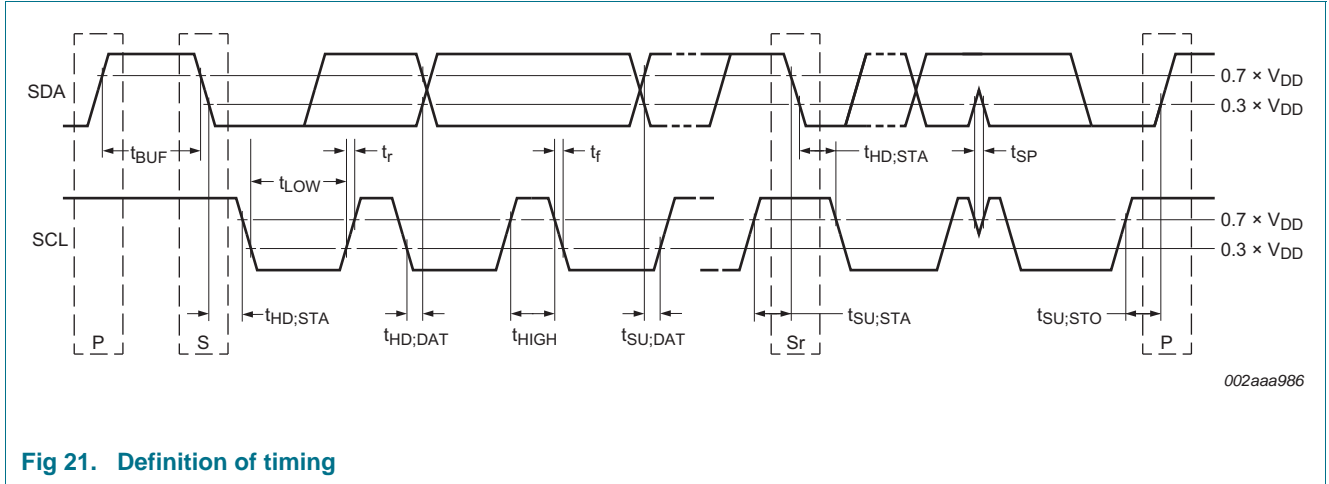 SDA
0.7 × VDD
0.3 × VDD
tBUF
tr
tf
tHD;STA
tSP
tLOW
SCL
0.7 × VDD
0.3 × VDD
tHD;STA
tHD;DAT
tHIGH
tSU;DAT
tSU;STA
tSU;STO
P
S
Sr
P
002aaa986
Fig 21. Definition of timing